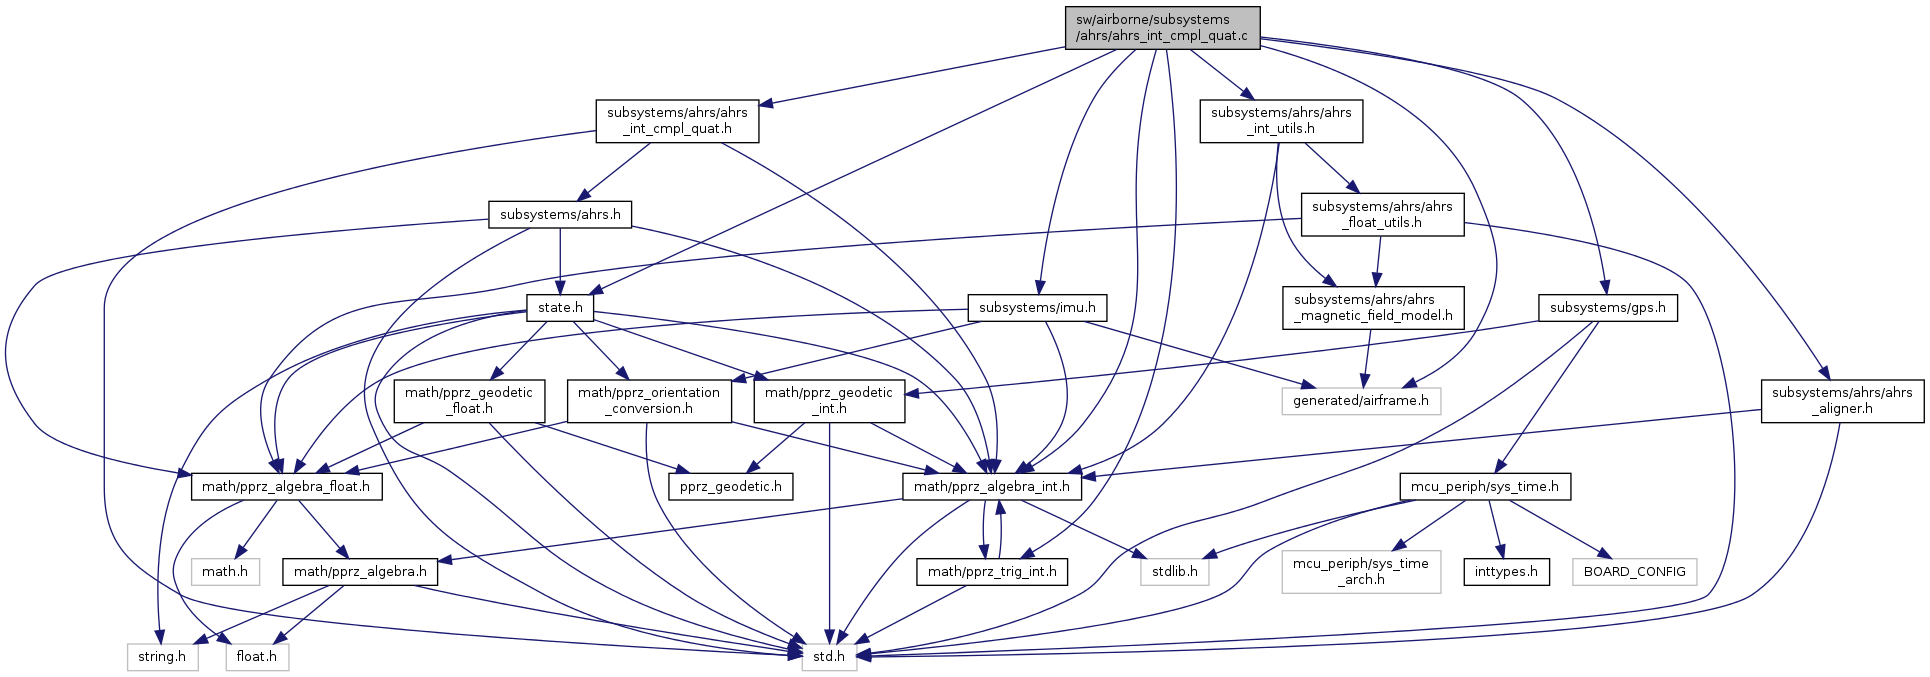 sw/airborne/subsystems
/ahrs/ahrs_int_cmpl_quat.c
subsystems/ahrs/ahrs
_int_cmpl_quat.h
subsystems/ahrs/ahrs
_int_utils.h
subsystems/ahrs.h
subsystems/ahrs/ahrs
_float_utils.h
state.h
subsystems/imu.h
subsystems/ahrs/ahrs
_magnetic_field_model.h
subsystems/gps.h
math/pprz_geodetic
_float.h
math/pprz_orientation
_conversion.h
math/pprz_geodetic
_int.h
generated/airframe.h
subsystems/ahrs/ahrs
_aligner.h
math/pprz_algebra_float.h
pprz_geodetic.h
math/pprz_algebra_int.h
mcu_periph/sys_time.h
math.h
math/pprz_algebra.h
math/pprz_trig_int.h
stdlib.h
mcu_periph/sys_time
_arch.h
inttypes.h
BOARD_CONFIG
string.h
float.h
std.h